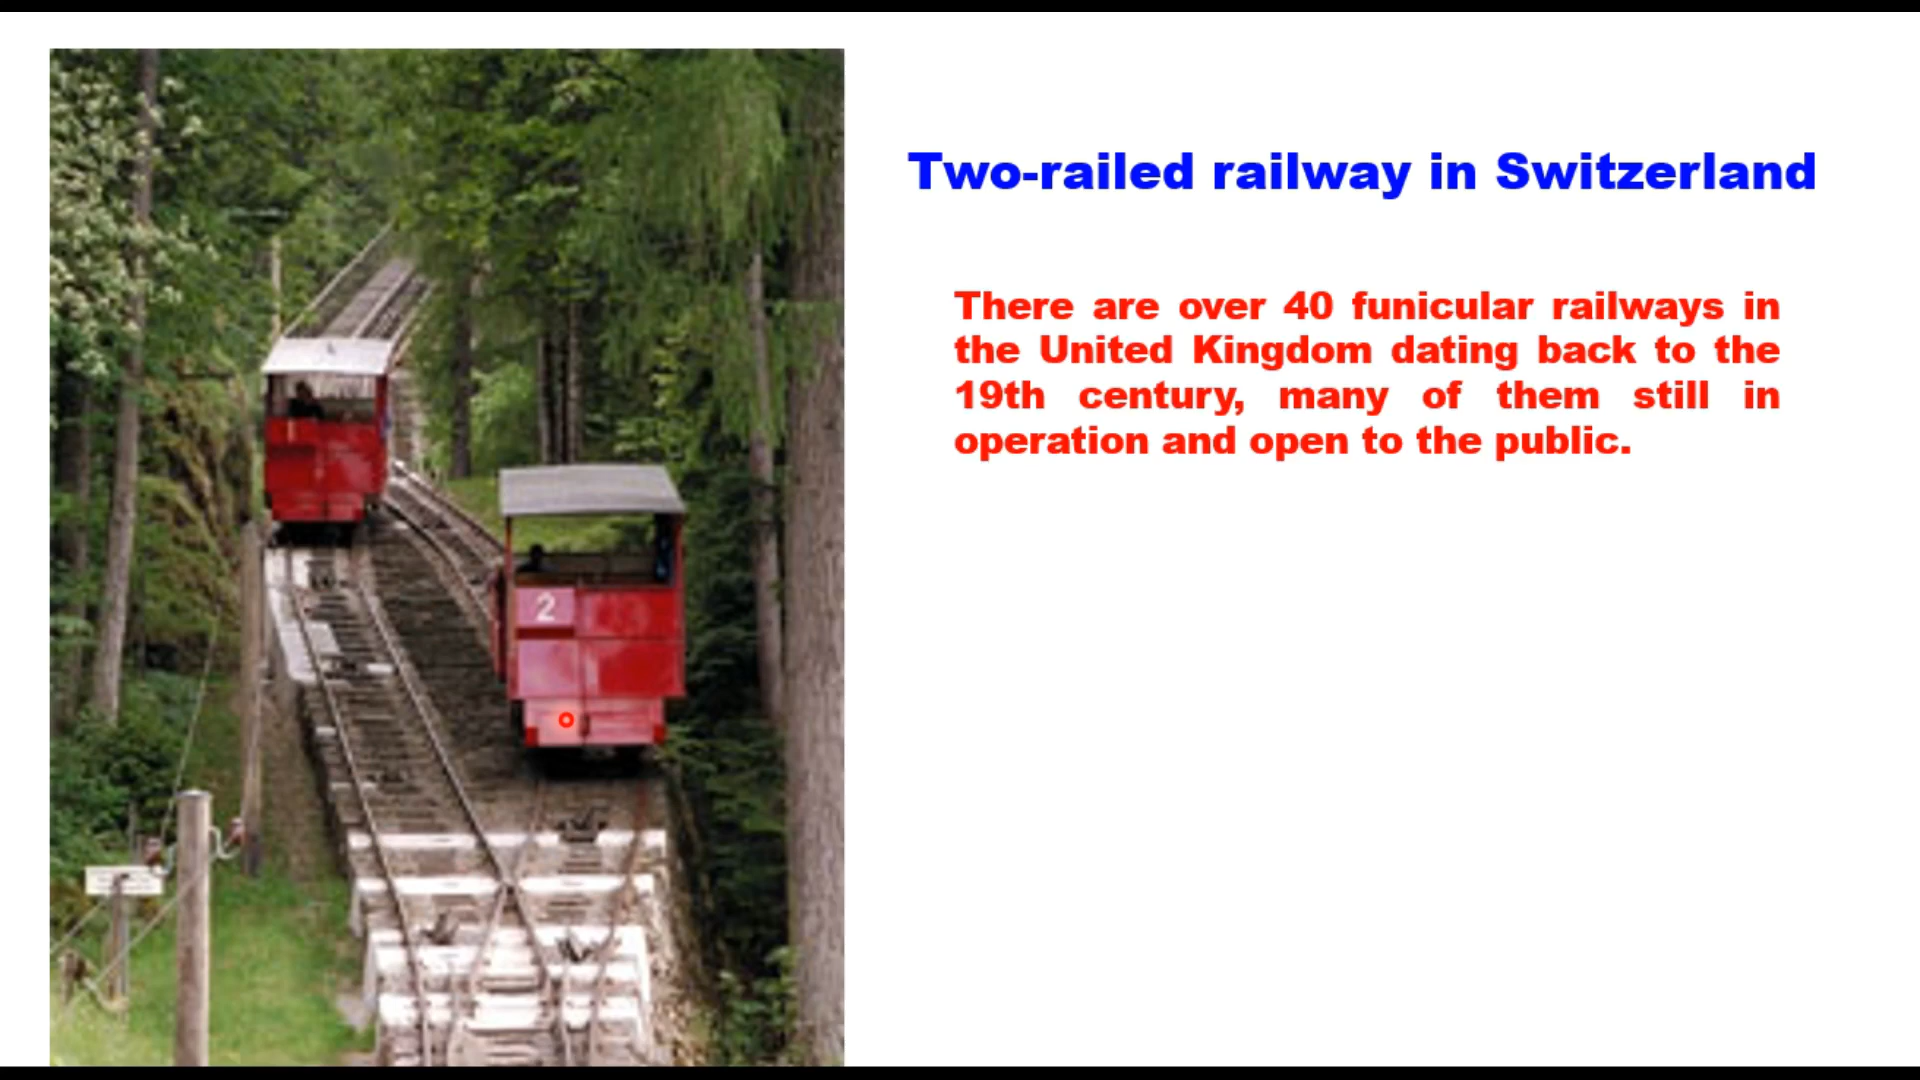 Two-railed railway in Switzerland
There are over 40 funicular railways in
the United Kingdom dating back to the
19th century, many of them still in
operation and open to the public.
2